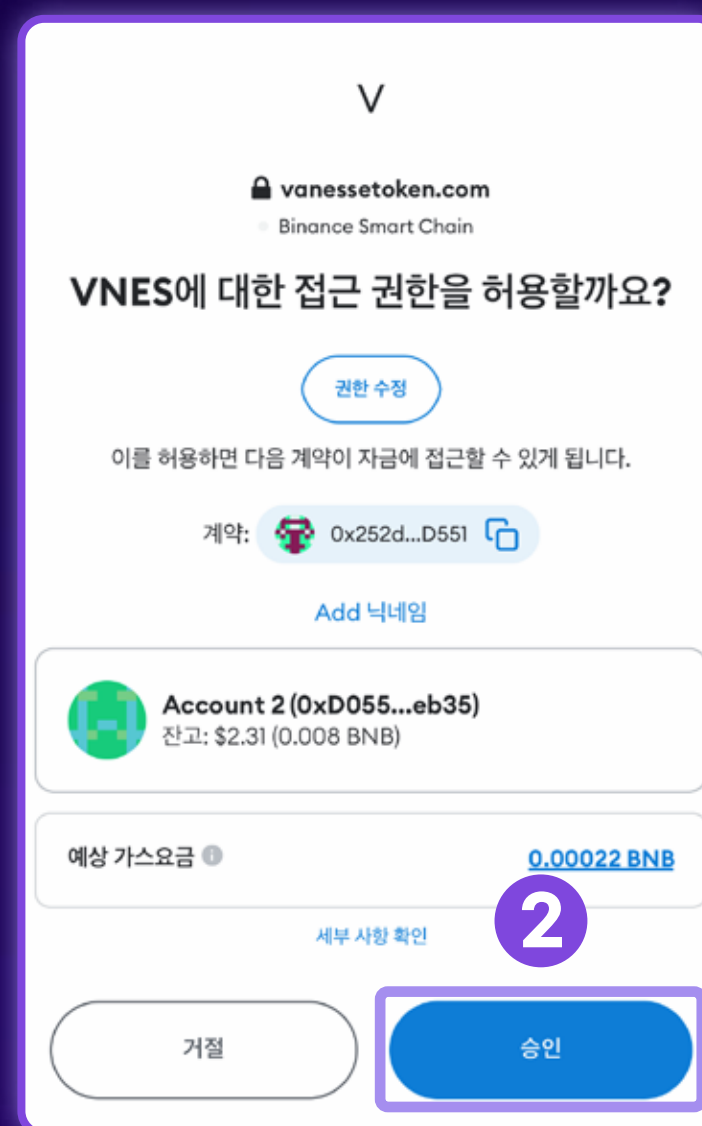 V
vanessetoken.com
Binance Smart Chain
VNES에 대한 접근 권한을 허용할까요?
권한 수정
이를 허용하면 다음 계약이 자금에 접근할 수 있게 됩니다.
계약: 0x252d...D551
Add 닉네임
Account 2 (0xD055...eb35)
잔고: $2.31 (0.008 BNB)
예상 가스요금 0.00022 BNB
세부 사항 확인
2
거절
승인